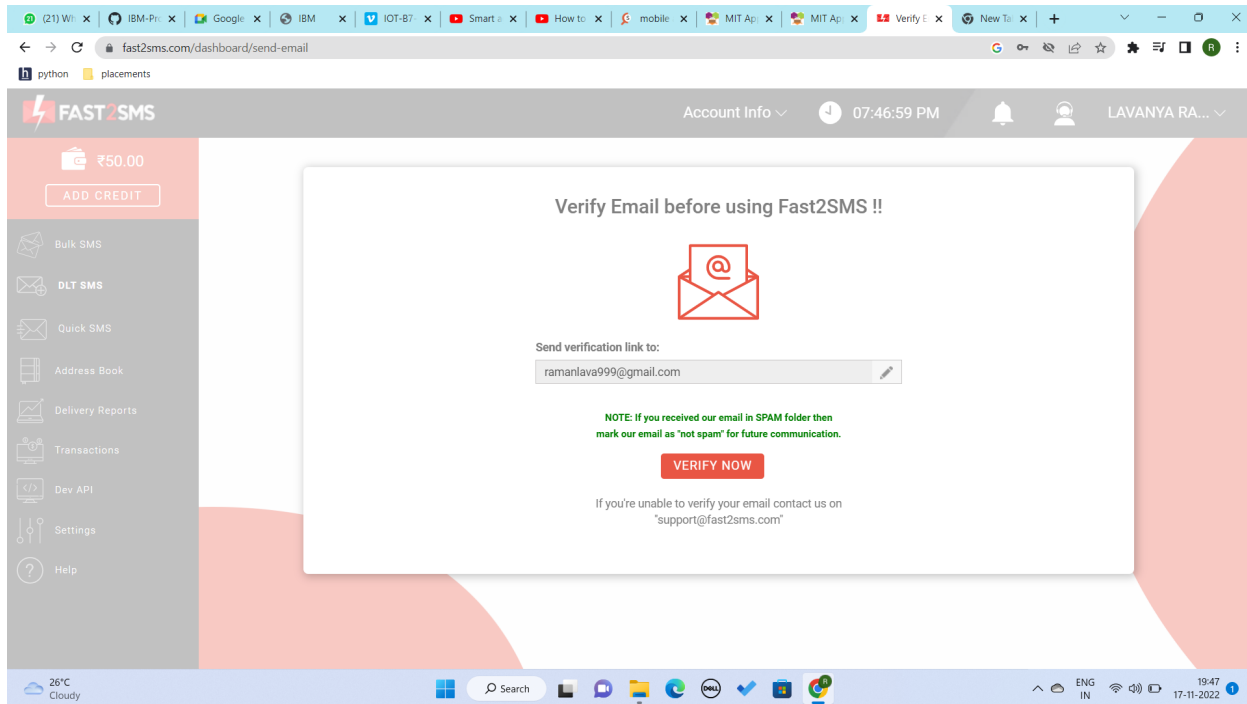 (21) Wh
IBM-Pro
Google
IBM
IOT-B7-
Smart a
How to
mobile
MIT Ap
MIT Ap
Verify E
New Ta
fast2sms.com/dashboard/send-email
python
placements
FAST2SMS
Account Info
07:46:59 PM
LAVANYA RA...
₹50.00
ADD CREDIT
Bulk SMS
DLT SMS
Quick SMS
Address Book
Delivery Reports
Transactions
Dev API
Settings
Help
Verify Email before using Fast2SMS !!
Send verification link to:
ramanlava999@gmail.com
NOTE: If you received our email in SPAM folder then
mark our email as "not spam" for future communication.
VERIFY NOW
If you're unable to verify your email contact us on
"support@fast2sms.com"
26°C
Cloudy
Search
DELL
ENG
IN
19:47
17-11-2022
1